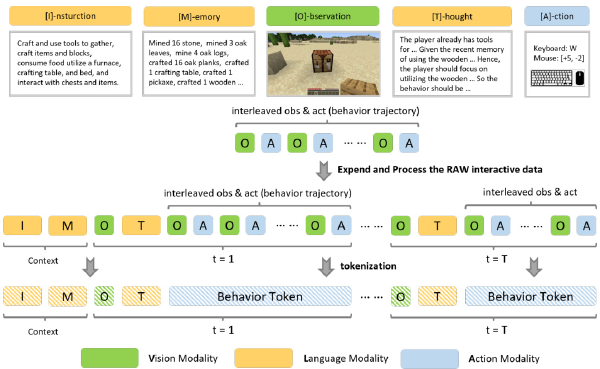 [I]-nsturction
[M]-emory
[O]-bservation
[T]-hought
[A]-ction
Craft and use tools to gather,
craft items and blocks,
consume food utilize a furnace,
crafting table, and bed, and
interact with chests and items.
Mined 16 stone, mined 3 oak
leaves, mine 4 oak logs,
crafted 16 oak planks, crafted
1 crafting table, crafted 1
pickaxe, crafted 1 wooden ...
The player already has tools
for ... Given the recent memory
of using the wooden ... Hence,
the player should focus on
utilizing the wooden ... So the
behavior should be ...
Keyboard: W
Mouse: [+5, -2]
interleaved obs & act (behavior trajectory)
O A O A ... ... O A
Expend and Process the RAW interactive data
interleaved obs & act (behavior trajectory)
interleaved obs & act
I M O T O A O A ... ... O A ... ... O T O A ... ... O A
Context
t = 1
t = T
tokenization
I M O T Behavior Token ... ... O T Behavior Token
Context
t = 1
t = T
Vision Modality
Language Modality
Action Modality